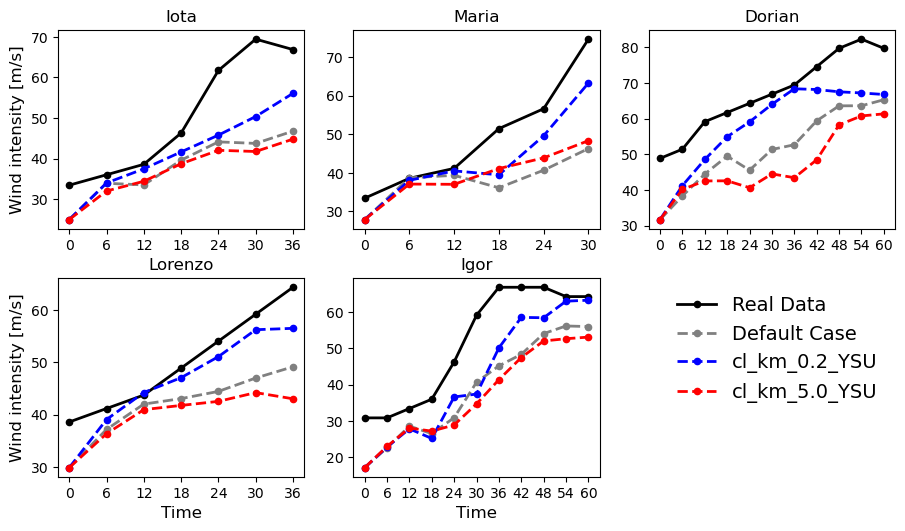 Iota
Maria
Dorian
Wind intensity [m/s]
70
60
50
40
30
0 6 12 18 24 30 36
70
60
50
40
30
0 6 12 18 24 30
80
70
60
50
40
30
0 6 12 18 24 30 36 42 48 54 60
Lorenzo
Igor
Wind intensity [m/s]
60
50
40
30
0 6 12 18 24 30 36
Time
60
50
40
30
20
0 6 12 18 24 30 36 42 48 54 60
Time
Real Data
Default Case
cl_km_0.2_YSU
cl_km_5.0_YSU